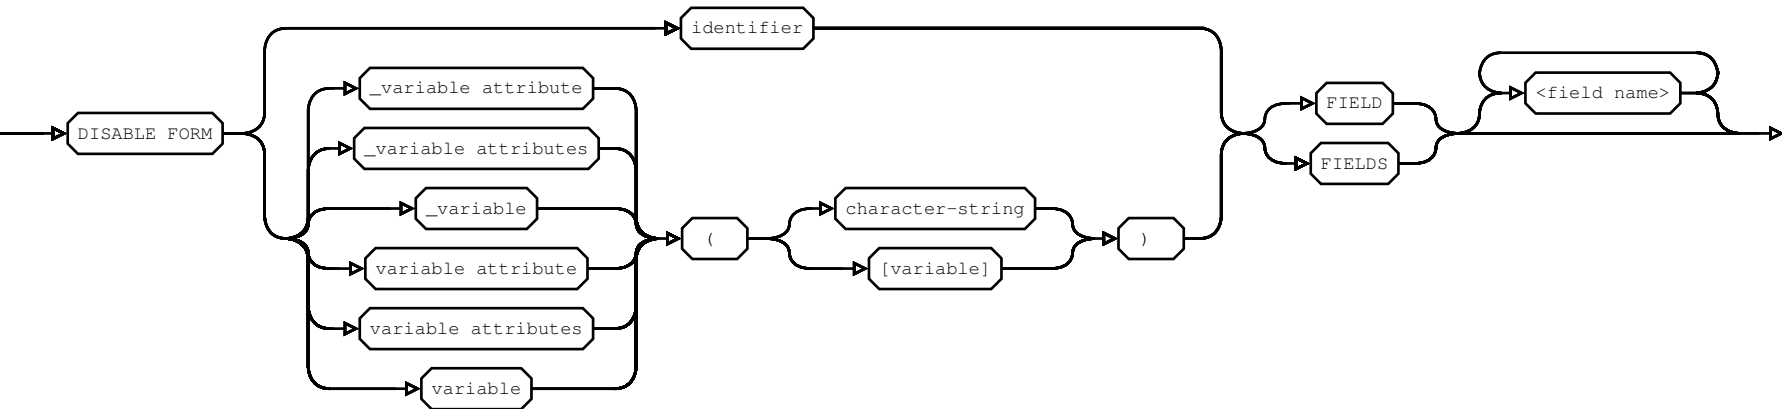 DISABLE FORM
identifier
_variable attribute
_variable attributes
_variable
variable attribute
variable attributes
variable
(
character-string
[variable]
)
FIELD
FIELDS
<field name>